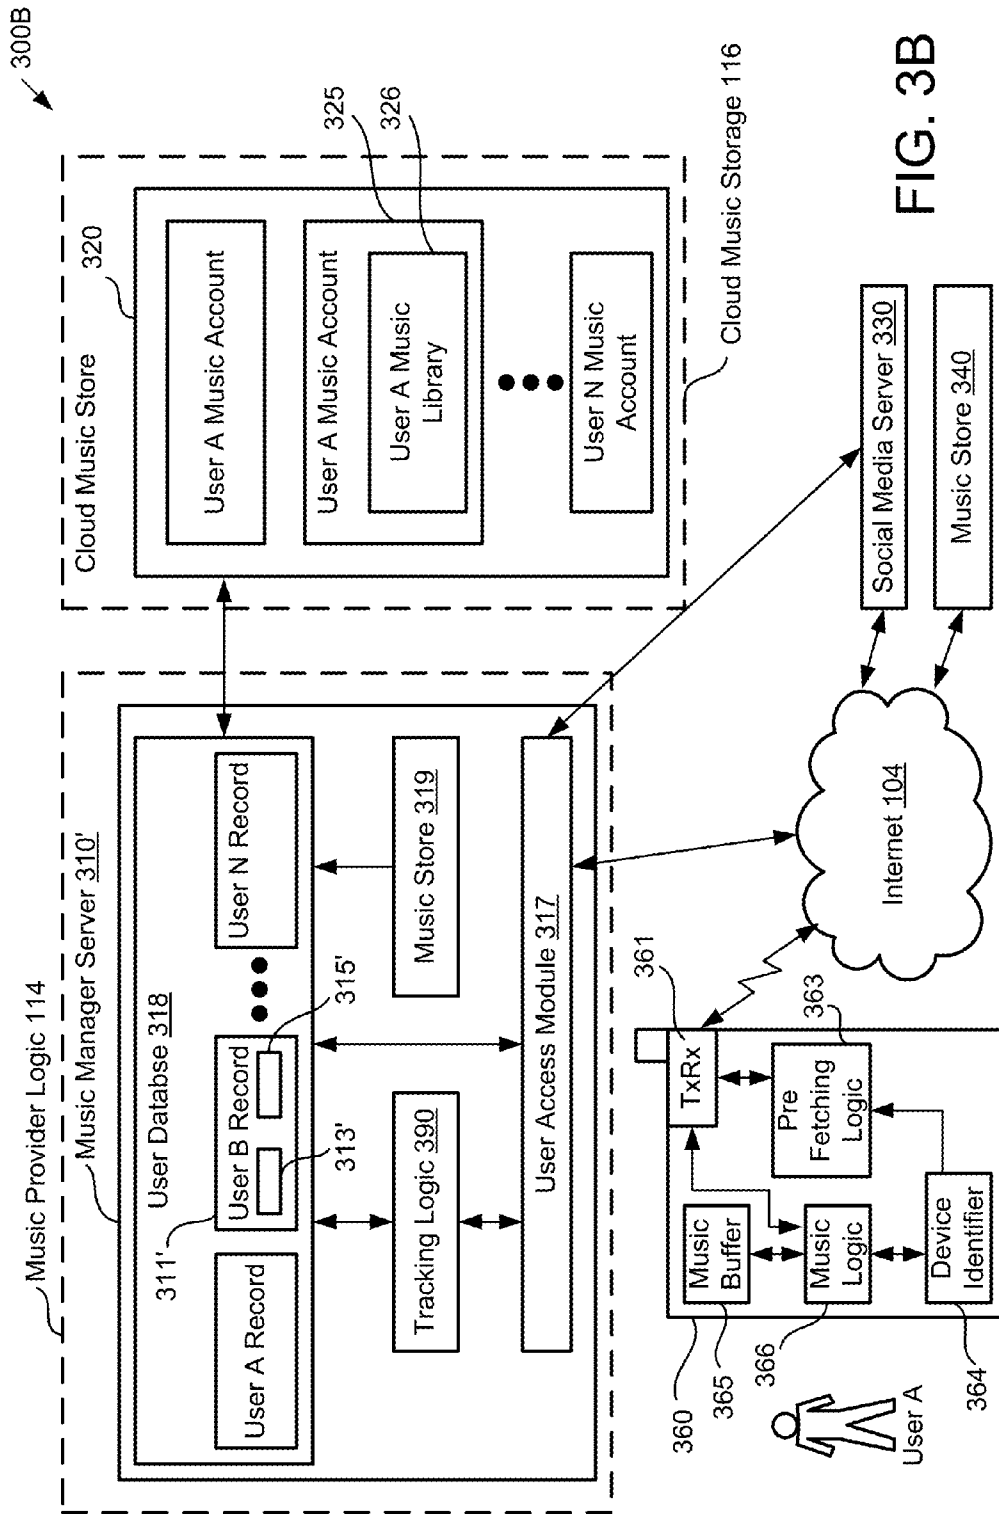 300B
Music Provider Logic 114
Music Manager Server 310'
User Databse 318
3111'
User A Record
User B Record
313'
315'
User N Record
Tracking Logic 390
Music Store 319
User Access Module 317
Cloud Music Store
320
User A Music Account
User A Music Account
325
User A Music
Library
326
User N Music
Account
Cloud Music Storage 116
User A
360
Music
Buffer
365
Music
Logic
366
Device
Identifier
364
TxRx
361
Pre
Fetching
Logic
363
Internet 104
Social Media Server 330
Music Store 340
FIG. 3B